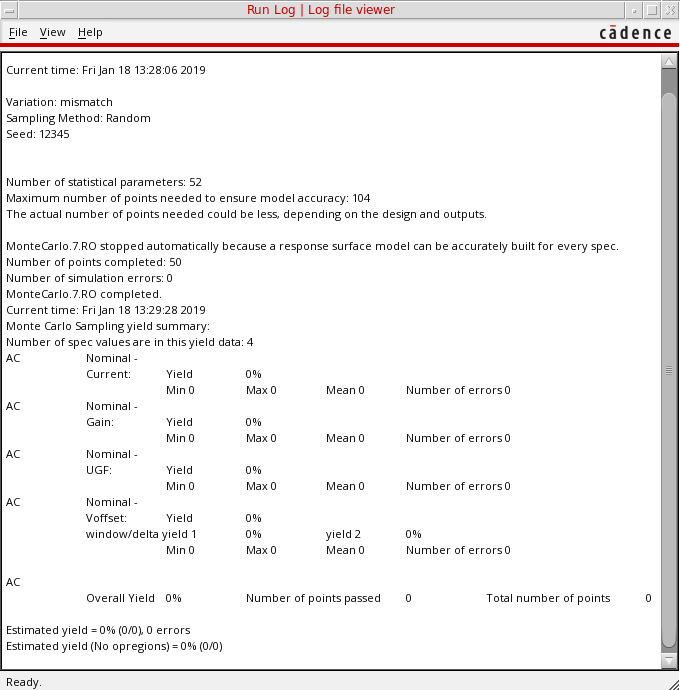 Run Log | Log file viewer
File View Help
cādence
Current time: Fri Jan 18 13:28:06 2019
Variation: mismatch
Sampling Method: Random
Seed: 12345
Number of statistical parameters: 52
Maximum number of points needed to ensure model accuracy: 104
The actual number of points needed could be less, depending on the design and outputs.
MonteCarlo.7.RO stopped automatically because a response surface model can be accurately built for every spec.
Number of points completed: 50
Number of simulation errors: 0
MonteCarlo.7.RO completed.
Current time: Fri Jan 18 13:29:28 2019
Monte Carlo Sampling yield summary:
Number of spec values are in this yield data: 4
AC Nominal -
Current: Yield 0%
Min 0 Max 0 Mean 0 Number of errors 0
AC Nominal -
Gain: Yield 0%
Min 0 Max 0 Mean 0 Number of errors 0
AC Nominal -
UGF: Yield 0%
Min 0 Max 0 Mean 0 Number of errors 0
AC Nominal -
Voffset: Yield 0%
window/delta yield 1 0% yield 2 0%
Min 0 Max 0 Mean 0 Number of errors 0
AC
Overall Yield 0% Number of points passed 0 Total number of points 0
Estimated yield = 0% (0/0), 0 errors
Estimated yield (No opregions) = 0% (0/0)
Ready.